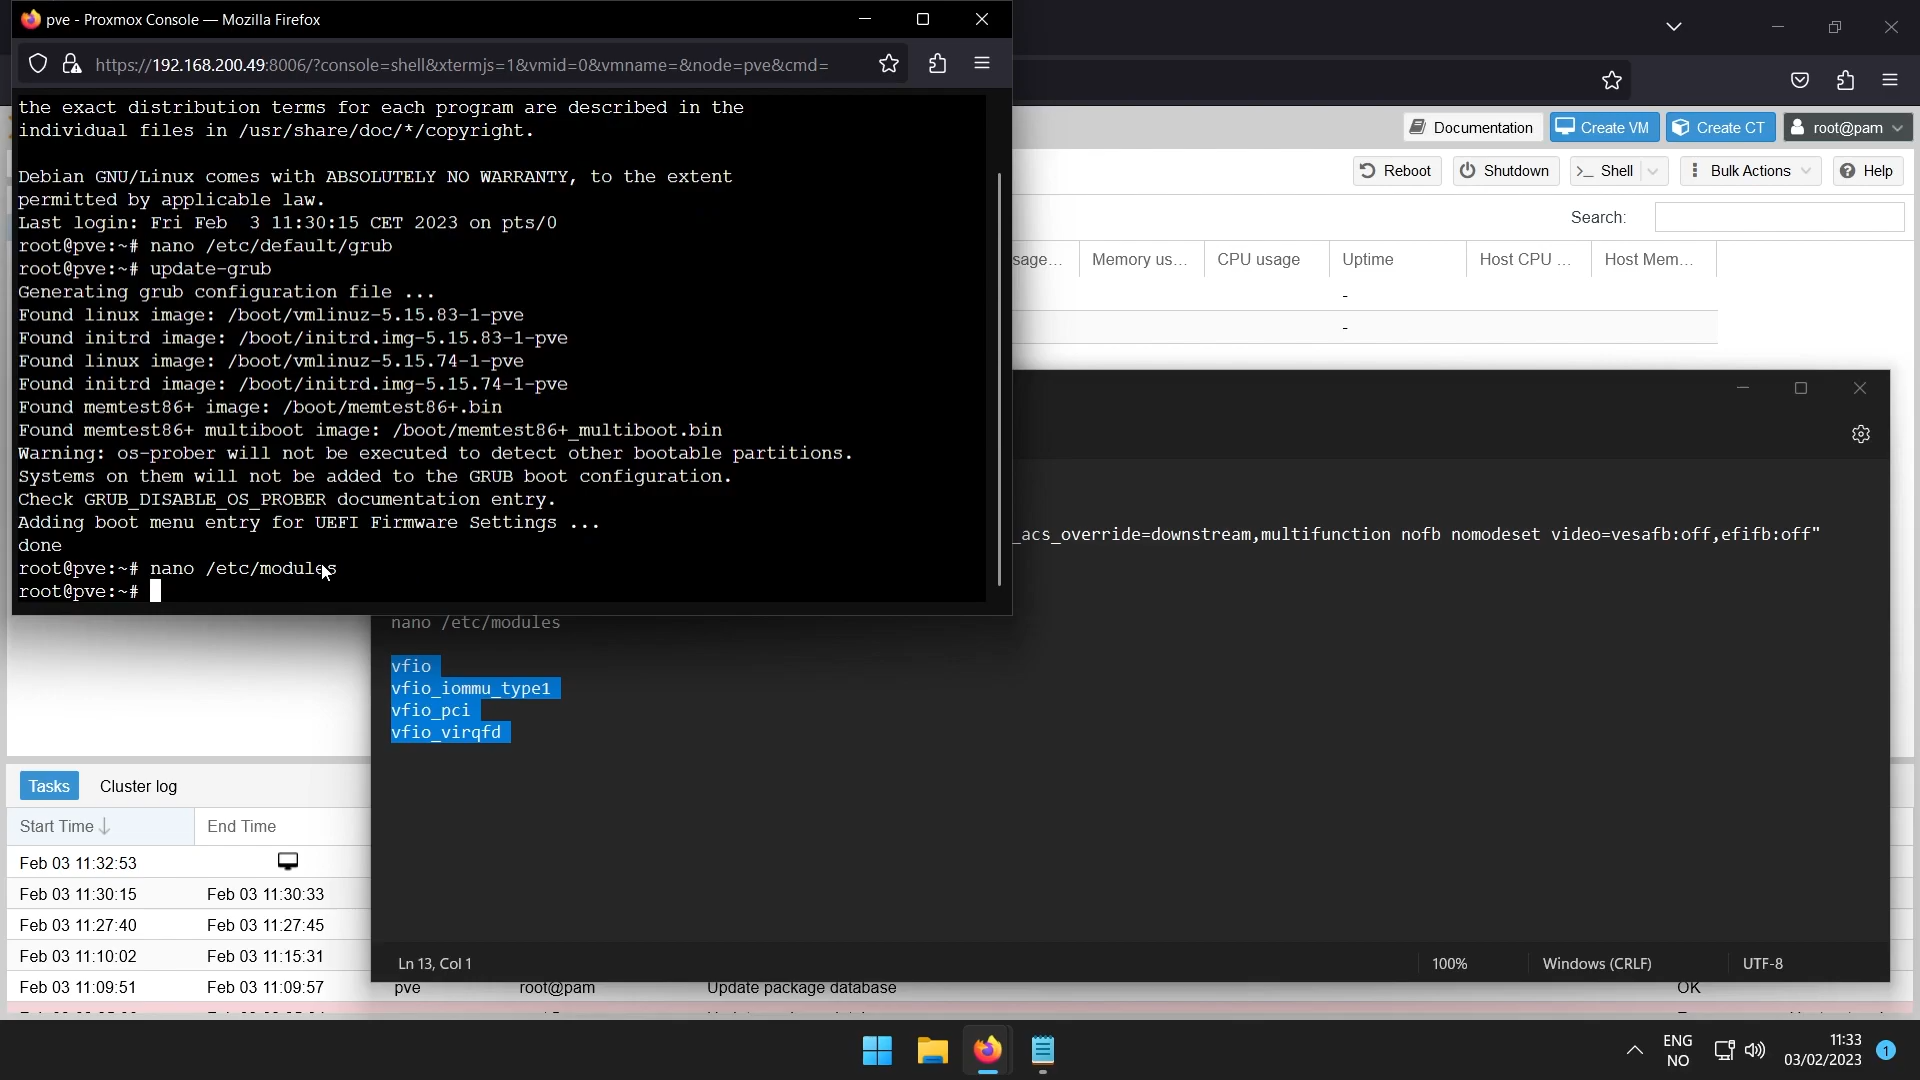 pve - Proxmox Console — Mozilla Firefox
https://192.168.200.49:8006/?console=shell&xtermjs=1&vmid=0&vmname=&node=pve&cmd=
the exact distribution terms for each program are described in the
individual files in /usr/share/doc/*/copyright.
Debian GNU/Linux comes with ABSOLUTELY NO WARRANTY, to the extent
permitted by applicable law.
Last login: Fri Feb  3 11:30:15 CET 2023 on pts/0
root@pve:~# nano /etc/default/grub
root@pve:~# update-grub
Generating grub configuration file ...
Found linux image: /boot/vmlinuz-5.15.83-1-pve
Found initrd image: /boot/initrd.img-5.15.83-1-pve
Found linux image: /boot/vmlinuz-5.15.74-1-pve
Found initrd image: /boot/initrd.img-5.15.74-1-pve
Found memtest86+ image: /boot/memtest86+.bin
Found memtest86+ multiboot image: /boot/memtest86+_multiboot.bin
Warning: os-prober will not be executed to detect other bootable partitions.
Systems on them will not be added to the GRUB boot configuration.
Check GRUB_DISABLE_OS_PROBER documentation entry.
Adding boot menu entry for UEFI Firmware Settings ...
done
root@pve:~# nano /etc/modules
root@pve:~#
Documentation Create VM Create CT root@pam
Reboot Shutdown >_ Shell Bulk Actions Help
Search:
sage... Memory us... CPU usage Uptime Host CPU ... Host Mem...
-
-
_acs_override=downstream,multifunction nofb nomodeset video=vesafb:off,efifb:off"
nano /etc/modules
vfio
vfio_iommu_type1
vfio_pci
vfio_virqfd
Ln 13, Col 1 100% Windows (CRLF) UTF-8
Tasks Cluster log
Start Time End Time
Feb 03 11:32:53
Feb 03 11:30:15 Feb 03 11:30:33
Feb 03 11:27:40 Feb 03 11:27:45
Feb 03 11:10:02 Feb 03 11:15:31
Feb 03 11:09:51 Feb 03 11:09:57 pve root@pam Update package database OK
ENG
NO
11:33
03/02/2023
1